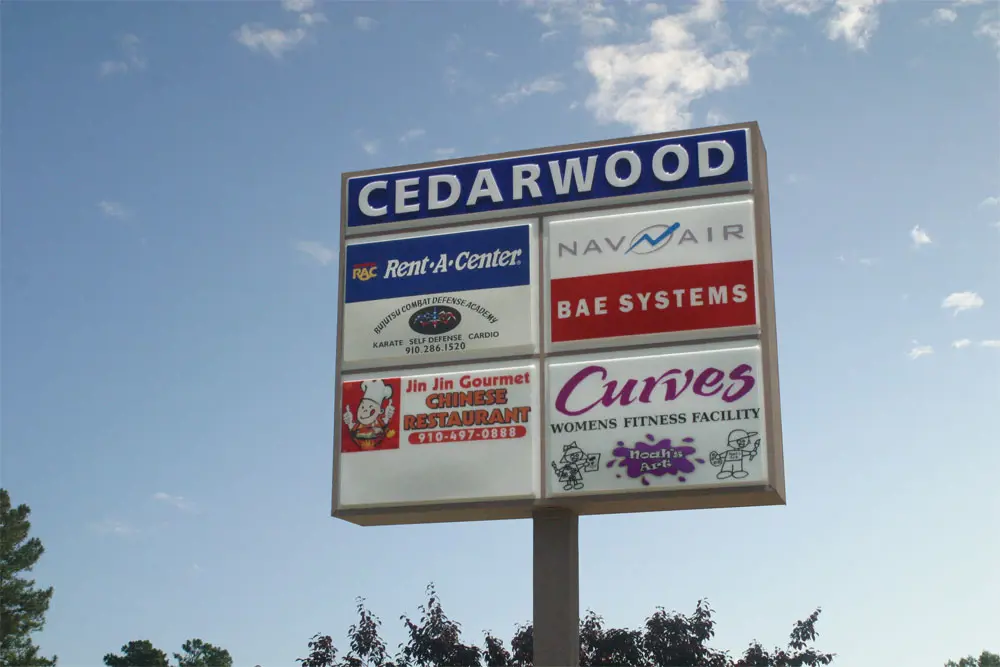 CEDARWOOD
RAC Rent-A-Center
BUJUTSU COMBAT DEFENSE ACADEMY
KARATE SELF DEFENSE CARDIO
910.286.1520
NAV AIR
BAE SYSTEMS
Jin Jin Gourmet
CHINESE
RESTAURANT
910-497-0888
Curves
WOMENS FITNESS FACILITY
Noah's
Art